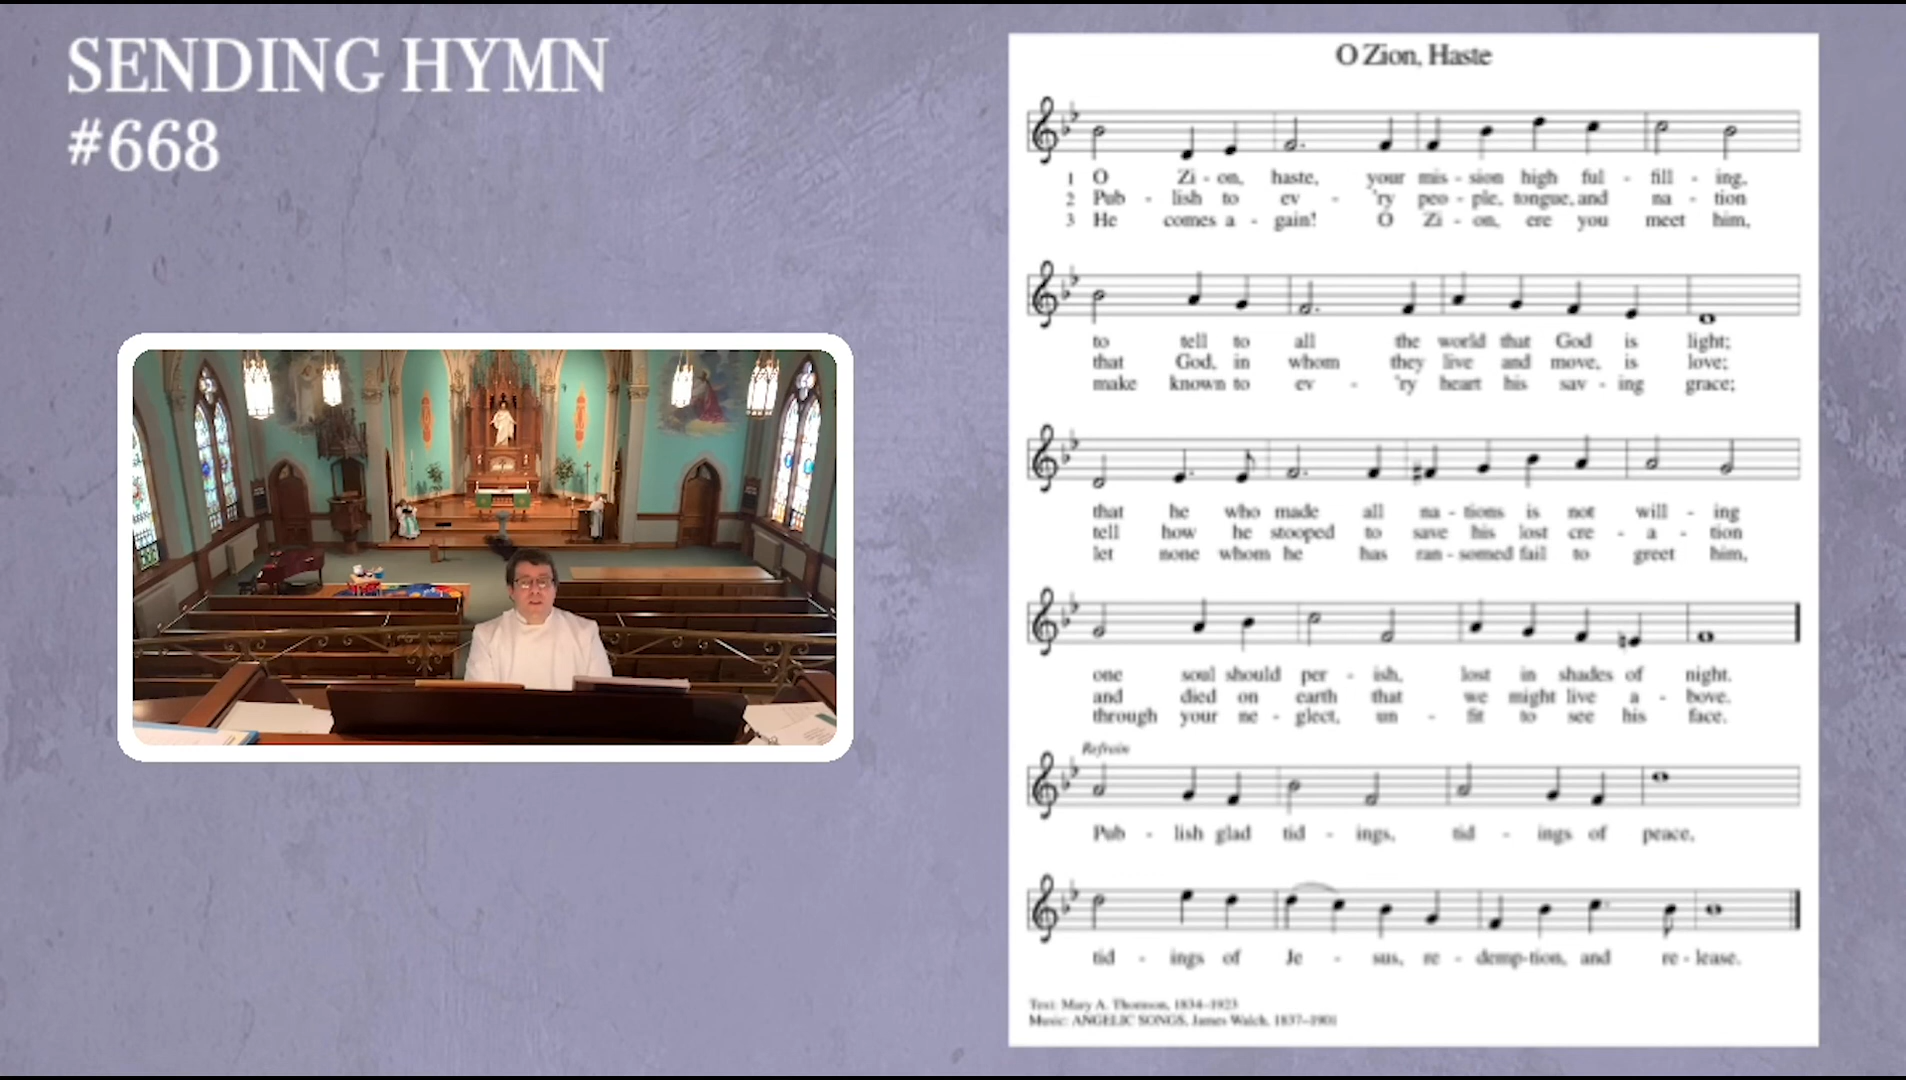 SENDING HYMN
#668
O Zion, Haste
1 O Zi - on, haste, your mis - sion high ful - fill - ing,
2 Pub - lish to ev - 'ry peo - ple, tongue, and na - tion
3 He comes a - gain! O Zi - on, ere you meet him,
to tell to all the world that God is light;
that God, in whom they live and move, is love;
make known to ev - 'ry heart his sav - ing grace;
that he who made all na - tions is not will - ing
tell how he stooped to save his lost cre - a - tion
let none whom he has ran - somed fail to greet him,
one soul should per - ish, lost in shades of night.
and died on earth that we might live a - bove.
through your ne - glect, un - fit to see his face.
Refrain
Pub - lish glad tid - ings, tid - ings of peace,
tid - ings of Je - sus, re - demp-tion, and re - lease.
Text: Mary A. Thomson, 1834–1923
Music: ANGELIC SONGS, James Walch, 1837–1901